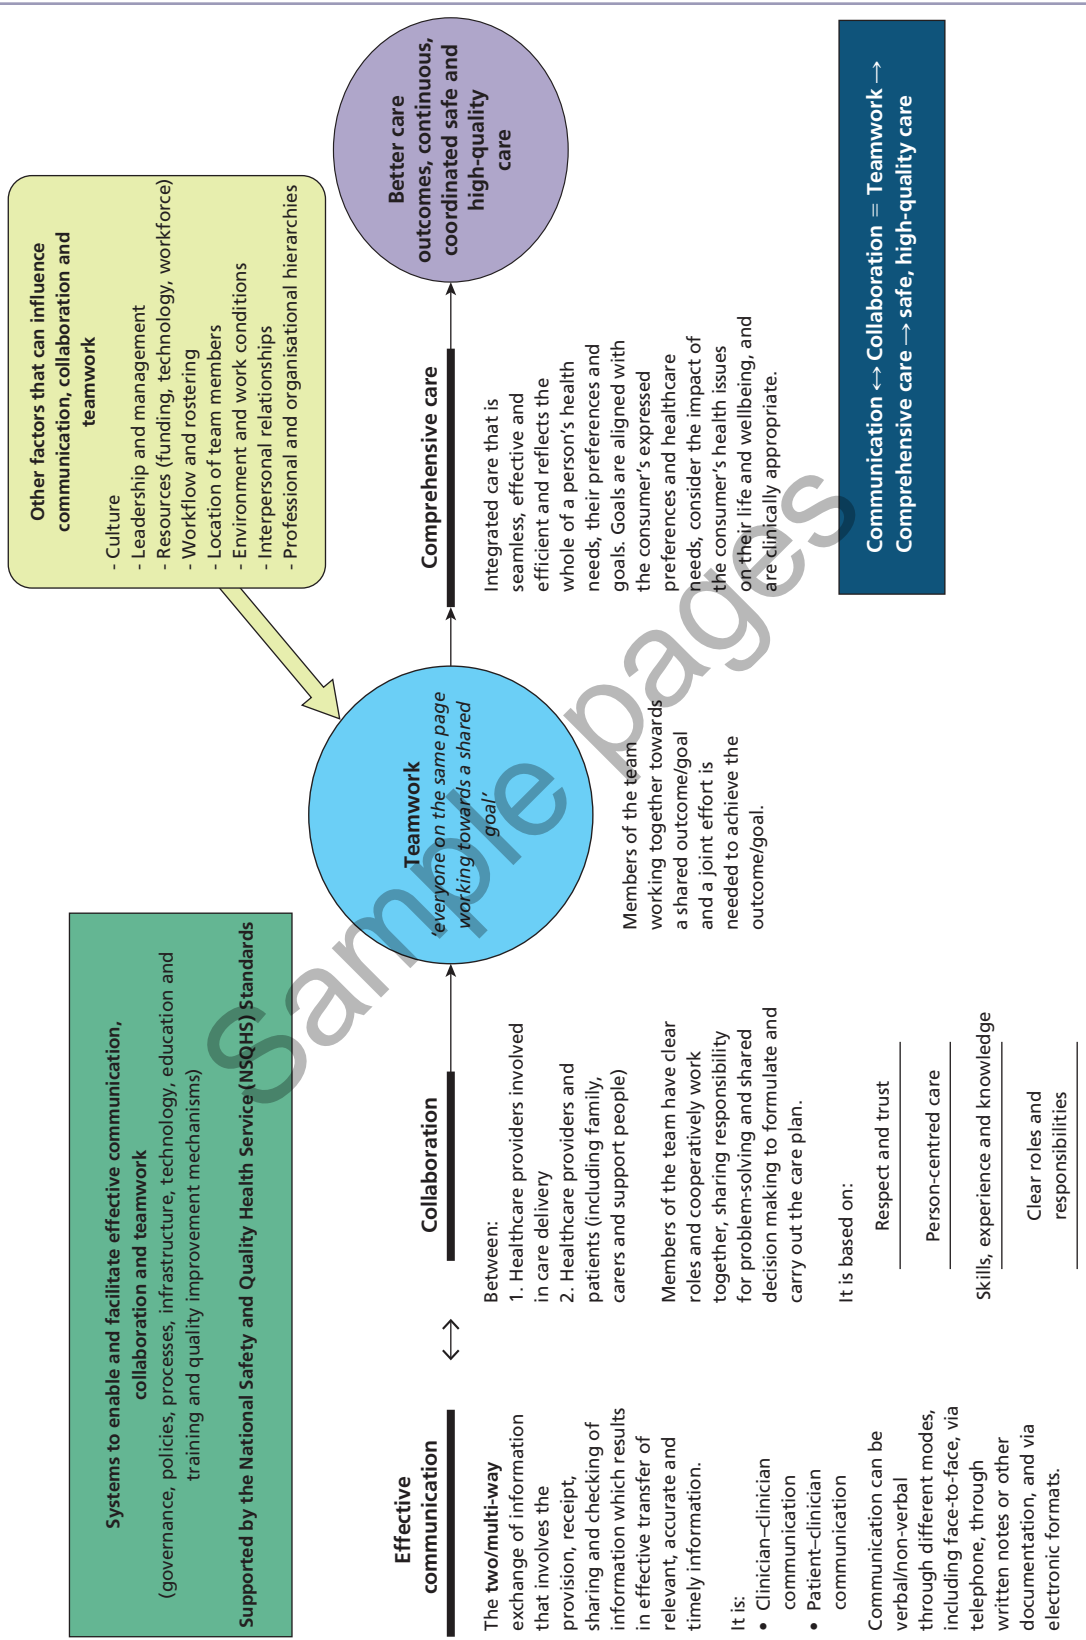 Systems to enable and facilitate effective communication,
collaboration and teamwork
(governance, policies, processes, infrastructure, technology, education and
training and quality improvement mechanisms)
Supported by the National Safety and Quality Health Service (NSQHS) Standards
Other factors that can influence
communication, collaboration and
teamwork
- Culture
- Leadership and management
- Resources (funding, technology, workforce)
- Workflow and rostering
- Location of team members
- Environment and work conditions
- Interpersonal relationships
- Professional and organisational hierarchies
Effective
communication
The two/multi-way
exchange of information
that involves the
provision, receipt,
sharing and checking of
information which results
in effective transfer of
relevant, accurate and
timely information.
It is:
• Clinician–clinician
communication
• Patient–clinician
communication
Communication can be
verbal/non-verbal
through different modes,
including face-to-face, via
telephone, through
written notes or other
documentation, and via
electronic formats.
↔
Collaboration
Between:
1. Healthcare providers involved
in care delivery
2. Healthcare providers and
patients (including family,
carers and support people)
Members of the team have clear
roles and cooperatively work
together, sharing responsibility
for problem-solving and shared
decision making to formulate and
carry out the care plan.
It is based on:
Respect and trust
Person-centred care
Skills, experience and knowledge
Clear roles and
responsibilities
Teamwork
'everyone on the same page
working towards a shared
goal'
Members of the team
working together towards
a shared outcome/goal
and a joint effort is
needed to achieve the
outcome/goal.
Comprehensive care
Integrated care that is
seamless, effective and
efficient and reflects the
whole of a person's health
needs, their preferences and
goals. Goals are aligned with
the consumer's expressed
preferences and healthcare
needs, consider the impact of
the consumer's health issues
on their life and wellbeing, and
are clinically appropriate.
Better care
outcomes, continuous,
coordinated safe and
high-quality
care
Communication ↔ Collaboration = Teamwork →
Comprehensive care → safe, high-quality care
Sample pages